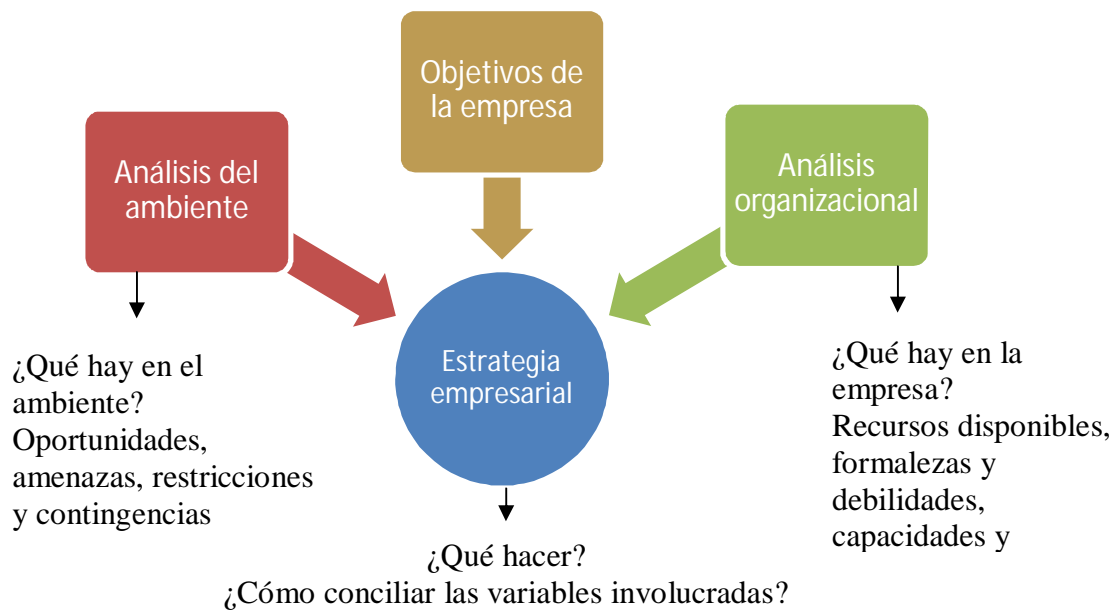 Objetivos de
la empresa
Análisis del
ambiente
Análisis
organizacional
Estrategia
empresarial
¿Qué hay en el
ambiente?
Oportunidades,
amenazas, restricciones
y contingencias
¿Qué hay en la
empresa?
Recursos disponibles,
formalezas y
debilidades,
capacidades y
¿Qué hacer?
¿Cómo conciliar las variables involucradas?